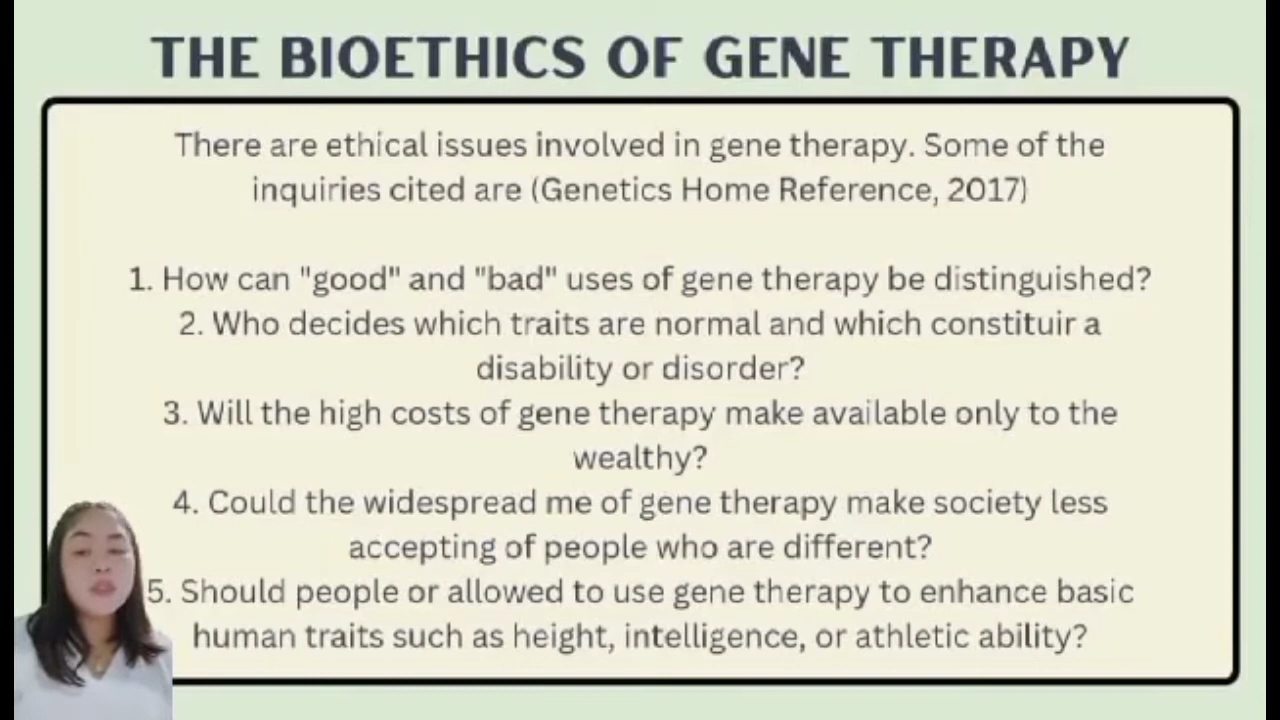 THE BIOETHICS OF GENE THERAPY
There are ethical issues involved in gene therapy. Some of the
inquiries cited are (Genetics Home Reference, 2017)
1. How can "good" and "bad" uses of gene therapy be distinguished?
2. Who decides which traits are normal and which constituir a
disability or disorder?
3. Will the high costs of gene therapy make available only to the
wealthy?
4. Could the widespread me of gene therapy make society less
accepting of people who are different?
5. Should people or allowed to use gene therapy to enhance basic
human traits such as height, intelligence, or athletic ability?